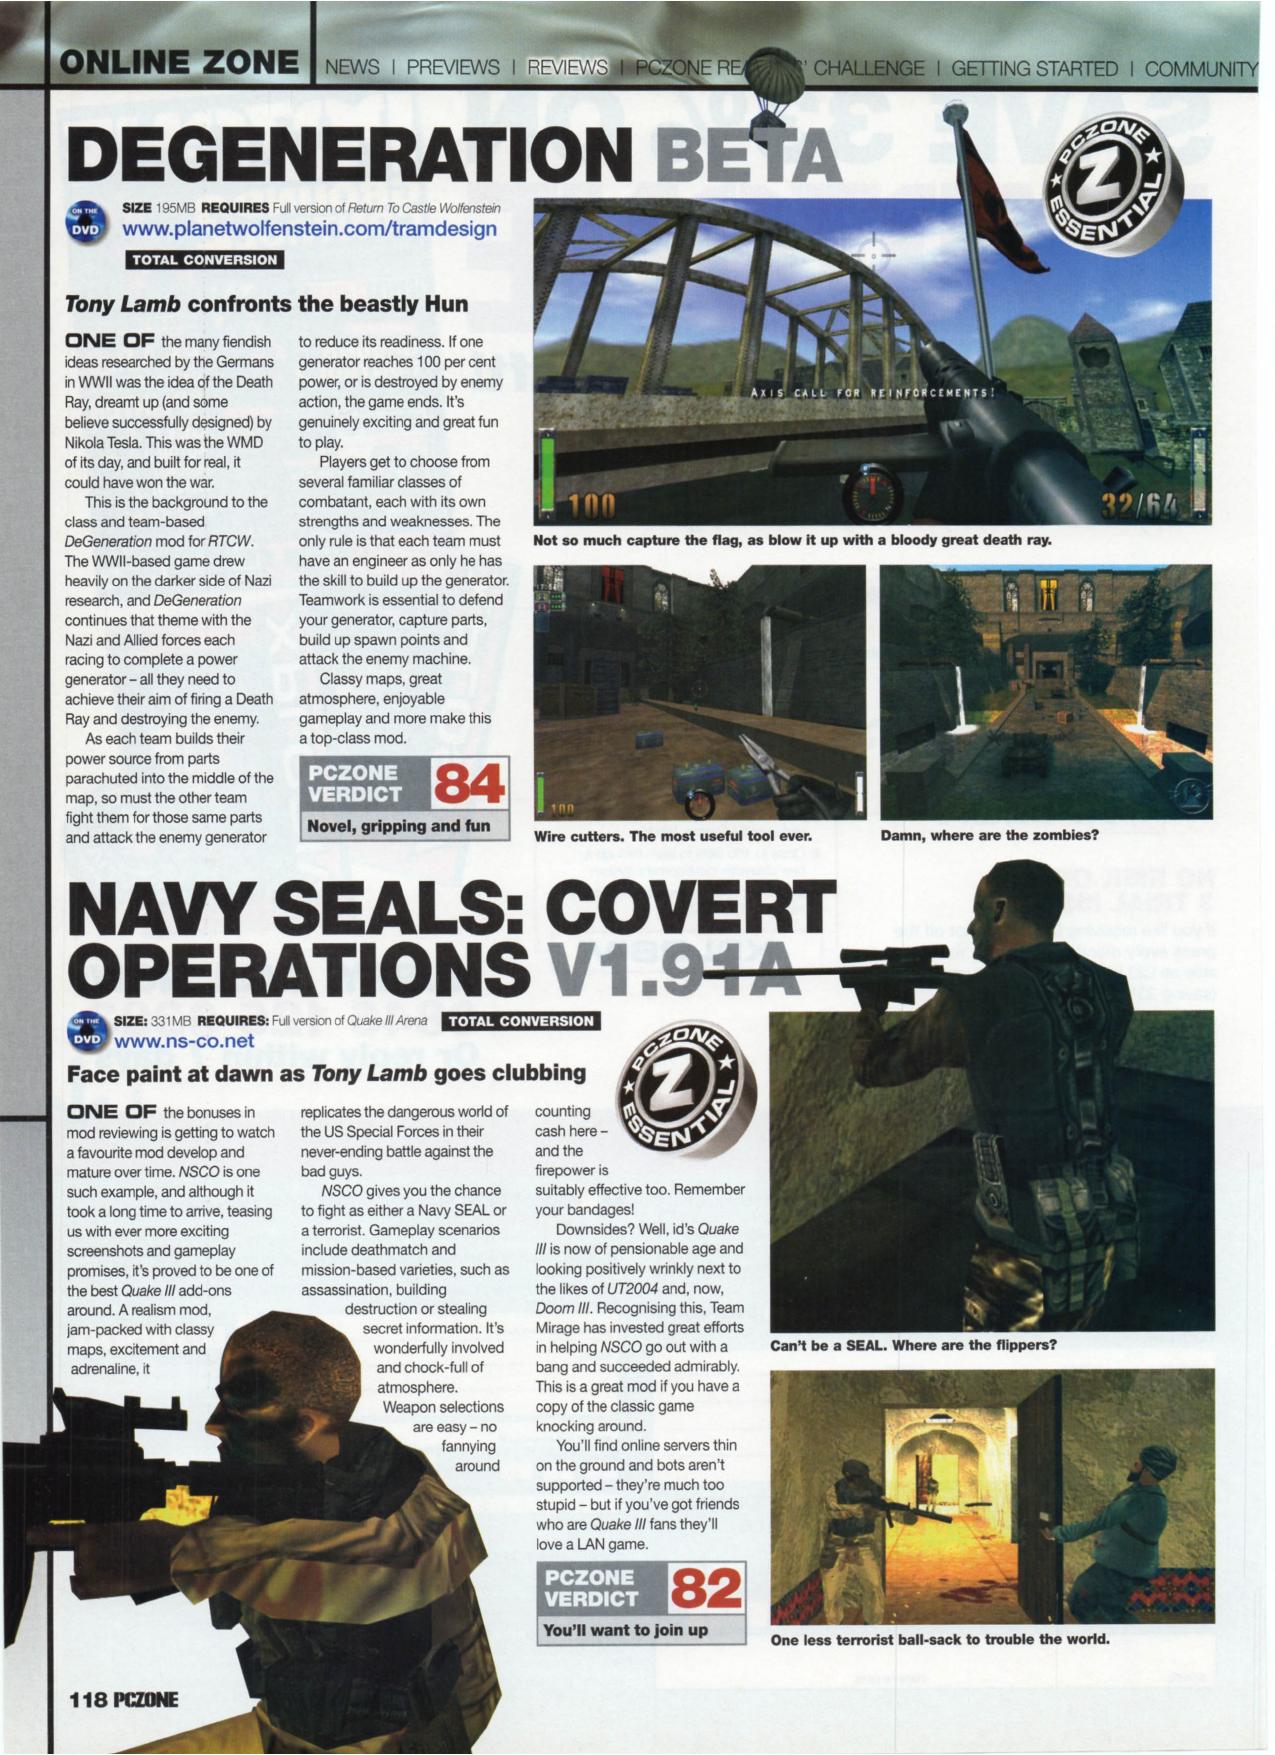 ONLINE ZONE
NEWS | PREVIEWS | REVIEWS | PCZONE REA ' CHALLENGE | GETTING STARTED | COMMUNITY
DEGENERATION BETA
ON THE
DVD
SIZE 195MB REQUIRES Full version of Return To Castle Wolfenstein
www.planetwolfenstein.com/tramdesign
TOTAL CONVERSION
Tony Lamb confronts the beastly Hun
ONE OF the many fiendish
ideas researched by the Germans
in WWII was the idea of the Death
Ray, dreamt up (and some
believe successfully designed) by
Nikola Tesla. This was the WMD
of its day, and built for real, it
could have won the war.
This is the background to the
class and team-based
DeGeneration mod for RTCW.
The WWII-based game drew
heavily on the darker side of Nazi
research, and DeGeneration
continues that theme with the
Nazi and Allied forces each
racing to complete a power
generator – all they need to
achieve their aim of firing a Death
Ray and destroying the enemy.
As each team builds their
power source from parts
parachuted into the middle of the
map, so must the other team
fight them for those same parts
and attack the enemy generator
to reduce its readiness. If one
generator reaches 100 per cent
power, or is destroyed by enemy
action, the game ends. It's
genuinely exciting and great fun
to play.
Players get to choose from
several familiar classes of
combatant, each with its own
strengths and weaknesses. The
only rule is that each team must
have an engineer as only he has
the skill to build up the generator.
Teamwork is essential to defend
your generator, capture parts,
build up spawn points and
attack the enemy machine.
Classy maps, great
atmosphere, enjoyable
gameplay and more make this
a top-class mod.
PCZONE
VERDICT
84
Novel, gripping and fun
PCZONE
Z
ESSENTIAL
AXIS CALL FOR REINFORCEMENTS!
100
32/64
Not so much capture the flag, as blow it up with a bloody great death ray.
100
Wire cutters. The most useful tool ever.
Damn, where are the zombies?
NAVY SEALS: COVERT
OPERATIONS V1.91A
ON THE
DVD
SIZE: 331MB REQUIRES: Full version of Quake III Arena
TOTAL CONVERSION
www.ns-co.net
Face paint at dawn as Tony Lamb goes clubbing
PCZONE
Z
ESSENTIAL
ONE OF the bonuses in
mod reviewing is getting to watch
a favourite mod develop and
mature over time. NSCO is one
such example, and although it
took a long time to arrive, teasing
us with ever more exciting
screenshots and gameplay
promises, it's proved to be one of
the best Quake III add-ons
around. A realism mod,
jam-packed with classy
maps, excitement and
adrenaline, it
replicates the dangerous world of
the US Special Forces in their
never-ending battle against the
bad guys.
NSCO gives you the chance
to fight as either a Navy SEAL or
a terrorist. Gameplay scenarios
include deathmatch and
mission-based varieties, such as
assassination, building
destruction or stealing
secret information. It's
wonderfully involved
and chock-full of
atmosphere.
Weapon selections
are easy – no
fannying
around
counting
cash here –
and the
firepower is
suitably effective too. Remember
your bandages!
Downsides? Well, id's Quake
III is now of pensionable age and
looking positively wrinkly next to
the likes of UT2004 and, now,
Doom III. Recognising this, Team
Mirage has invested great efforts
in helping NSCO go out with a
bang and succeeded admirably.
This is a great mod if you have a
copy of the classic game
knocking around.
You'll find online servers thin
on the ground and bots aren't
supported – they're much too
stupid – but if you've got friends
who are Quake III fans they'll
love a LAN game.
PCZONE
VERDICT
82
You'll want to join up
Can't be a SEAL. Where are the flippers?
One less terrorist ball-sack to trouble the world.
118 PCZONE